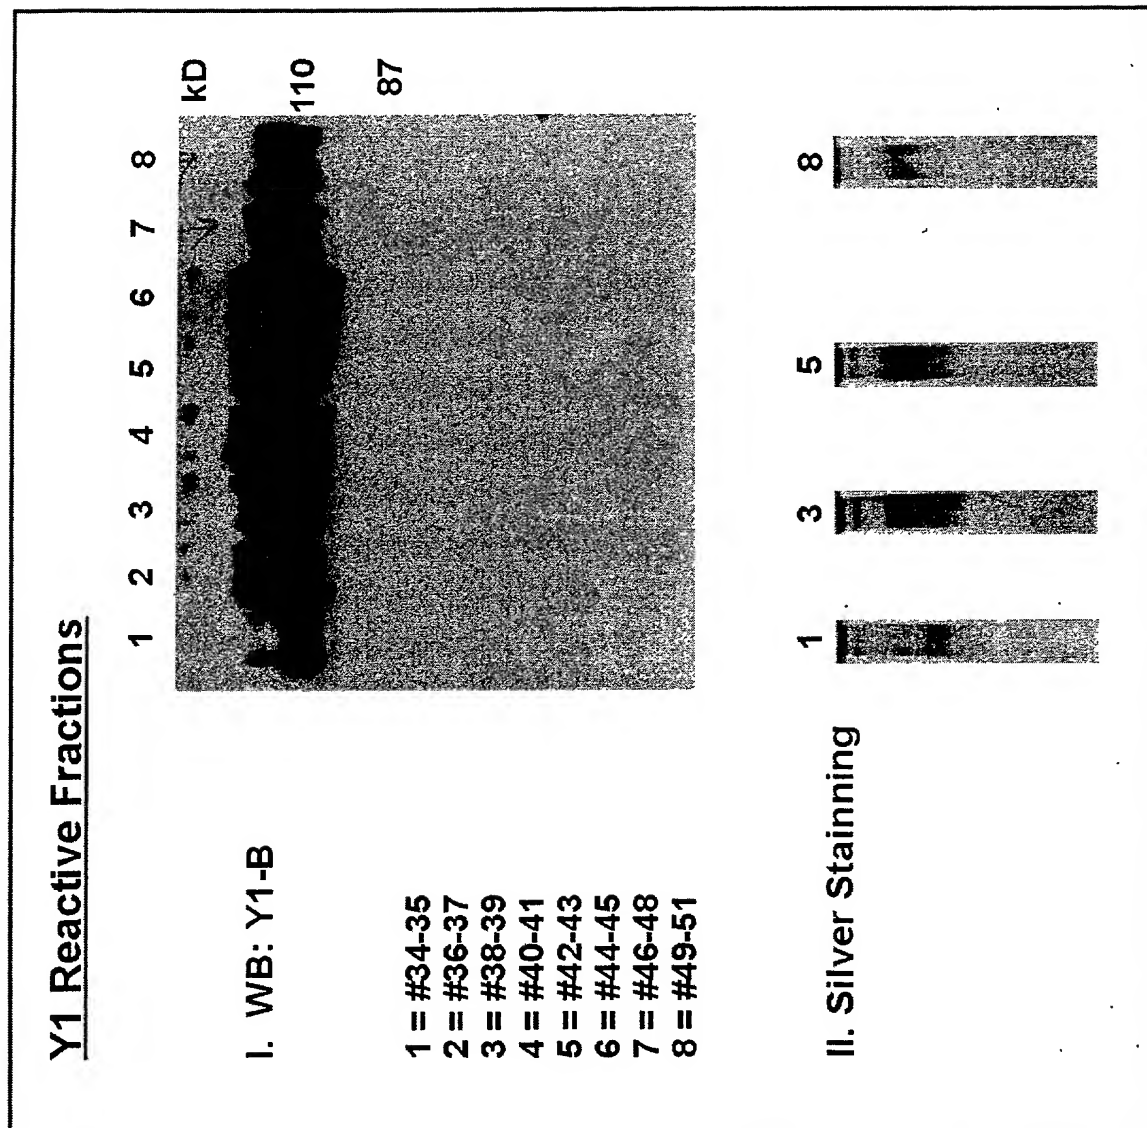 Y1 Reactive Fractions
I. WB: Y1-B
1 2 3 4 5 6 7 8 kD
110
87
1 = #34-35
2 = #36-37
3 = #38-39
4 = #40-41
5 = #42-43
6 = #44-45
7 = #46-48
8 = #49-51
II. Silver Stainning
1 3 5 8